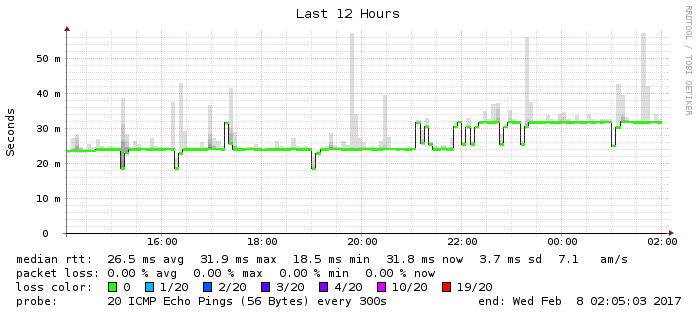 Last 12 Hours
RRDTOOL / TOBI OETIKER
Seconds
50 m
40 m
30 m
20 m
10 m
0
16:00 18:00 20:00 22:00 00:00 02:00
median rtt: 26.5 ms avg 31.9 ms max 18.5 ms min 31.8 ms now 3.7 ms sd 7.1 am/s
packet loss: 0.00 % avg 0.00 % max 0.00 % min 0.00 % now
loss color: 0 1/20 2/20 3/20 4/20 10/20 19/20
probe: 20 ICMP Echo Pings (56 Bytes) every 300s end: Wed Feb 8 02:05:03 2017